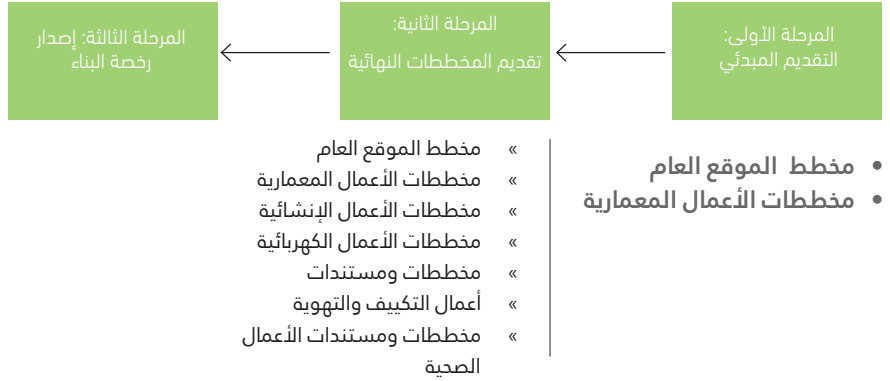 المرحلة الأولى:
التقديم المبدئي
المرحلة الثانية:
تقديم المخططات النهائية
المرحلة الثالثة: إصدار
رخصة البناء
• مخطط الموقع العام
• مخططات الأعمال المعمارية
» مخطط الموقع العام
» مخططات الأعمال المعمارية
» مخططات الأعمال الإنشائية
» مخططات الأعمال الكهربائية
» مخططات ومستندات
» أعمال التكييف والتهوية
» مخططات ومستندات الأعمال
الصحية